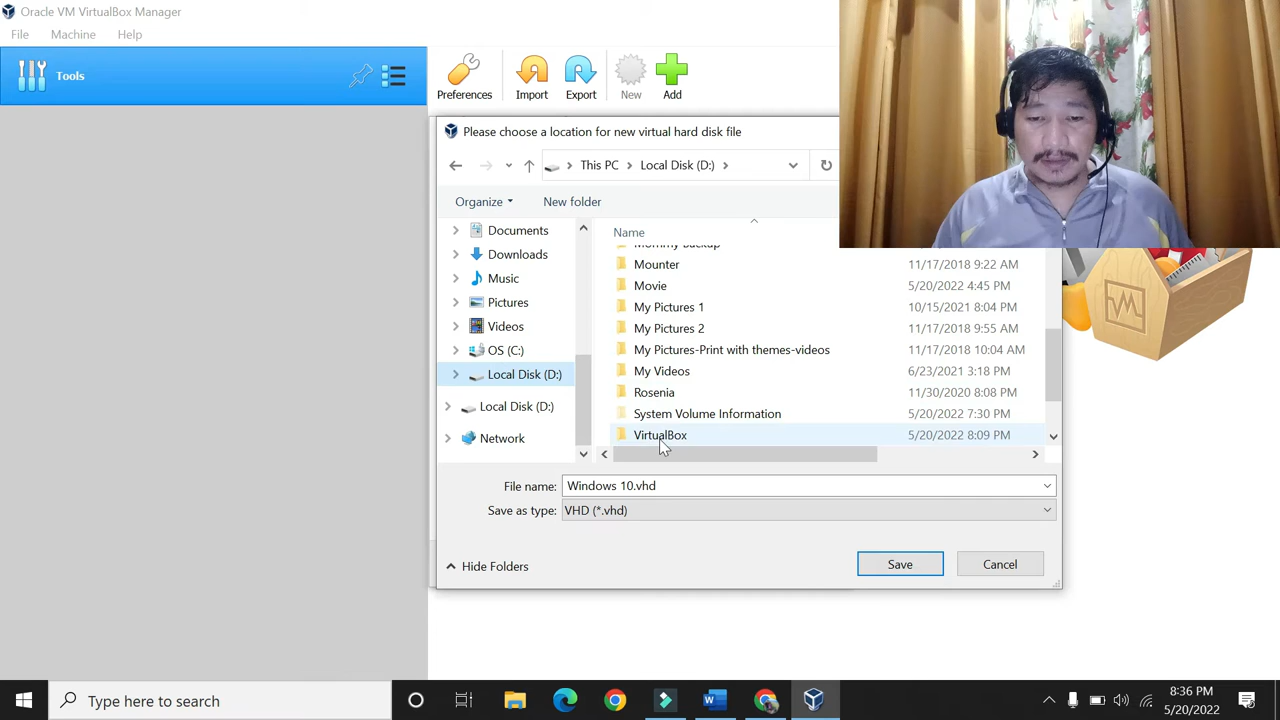 Oracle VM VirtualBox Manager
File Machine Help
Tools
Preferences Import Export New Add
Please choose a location for new virtual hard disk file
This PC Local Disk (D:)
Organize New folder
Documents
Downloads
Music
Pictures
Videos
OS (C:)
Local Disk (D:)
Local Disk (D:)
Network
Name
Mommy Backup
Mounter 11/17/2018 9:22 AM
Movie 5/20/2022 4:45 PM
My Pictures 1 10/15/2021 8:04 PM
My Pictures 2 11/17/2018 9:55 AM
My Pictures-Print with themes-videos 11/17/2018 10:04 AM
My Videos 6/23/2021 3:18 PM
Rosenia 11/30/2020 8:08 PM
System Volume Information 5/20/2022 7:30 PM
VirtualBox 5/20/2022 8:09 PM
File name: Windows 10.vhd
Save as type: VHD (*.vhd)
Hide Folders
Save Cancel
Type here to search
8:36 PM
5/20/2022